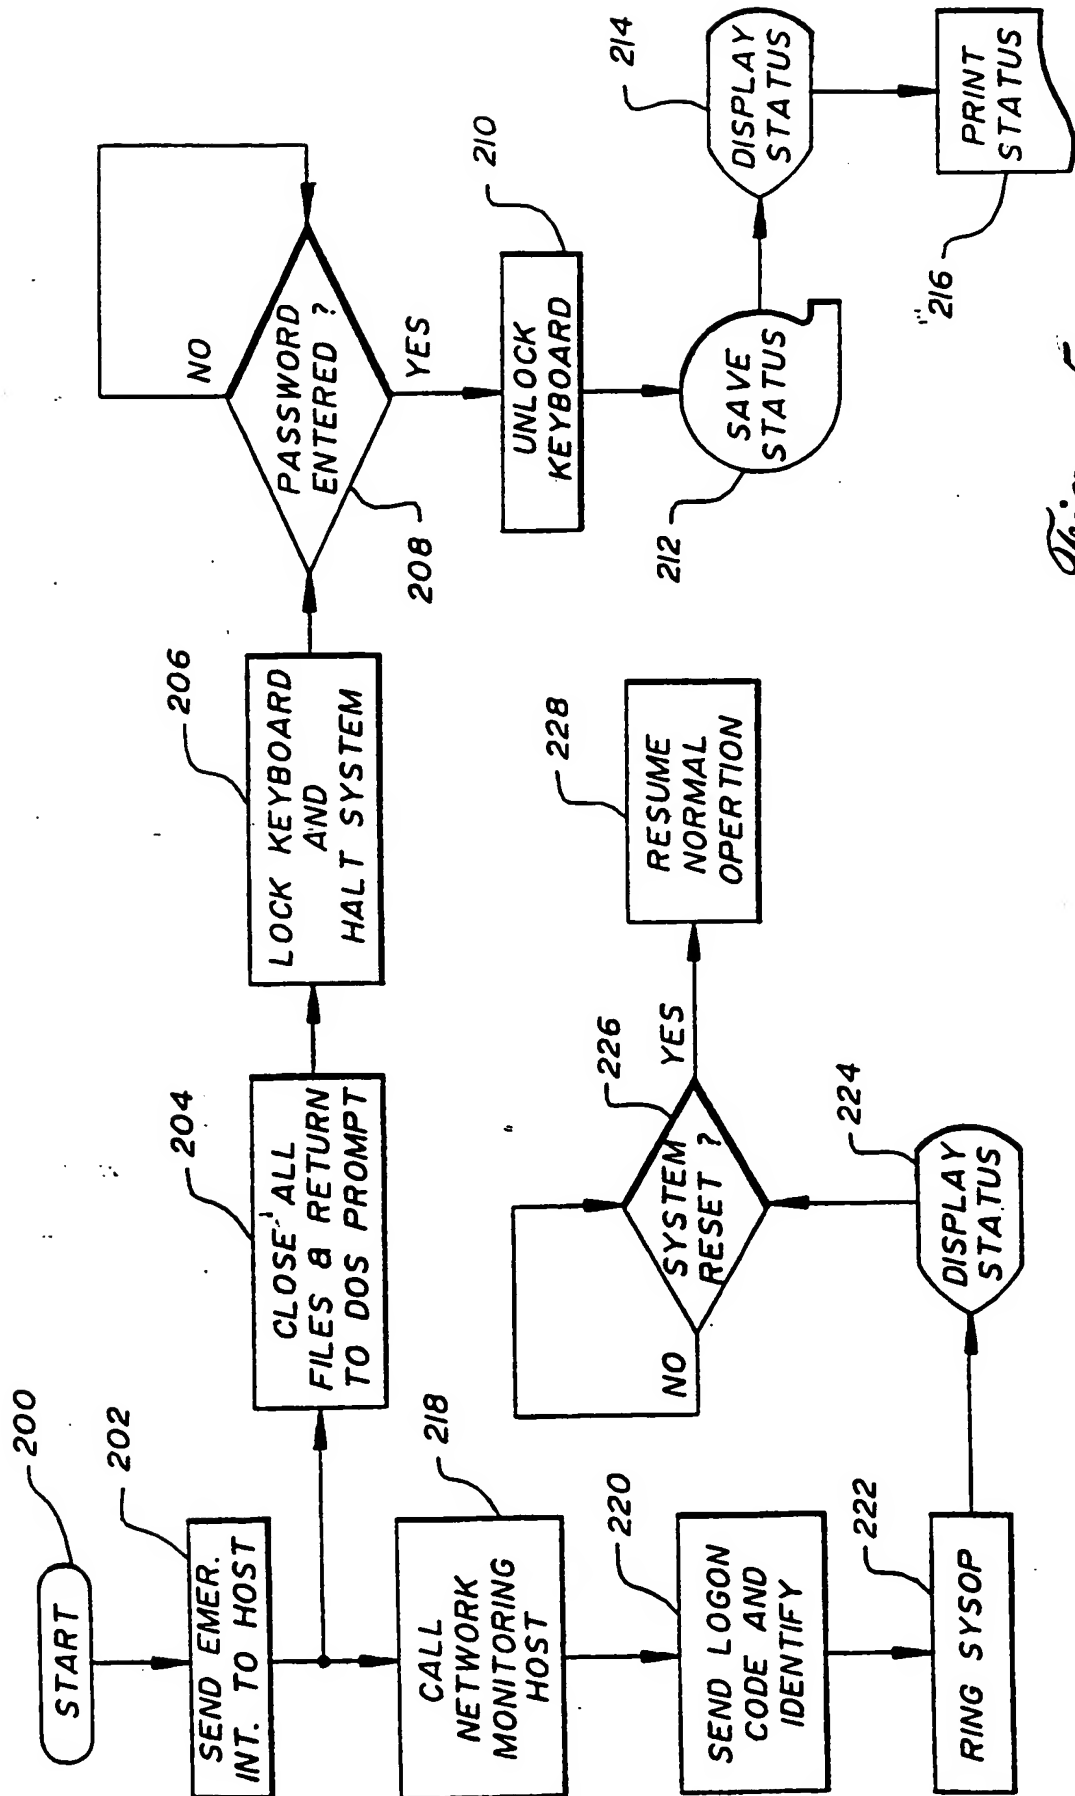 START
200
SEND EMER.
INT. TO HOST
202
CLOSE ALL
FILES & RETURN
TO DOS PROMPT
204
LOCK KEYBOARD
AND
HALT SYSTEM
206
PASSWORD
ENTERED ?
208
NO
YES
UNLOCK
KEYBOARD
210
SAVE
STATUS
212
DISPLAY
STATUS
214
PRINT
STATUS
216
CALL
NETWORK
MONITORING
HOST
218
SEND LOGON
CODE AND
IDENTIFY
220
RING SYSOP
222
DISPLAY
STATUS
224
SYSTEM
RESET ?
226
NO
YES
RESUME
NORMAL
OPERTION
228